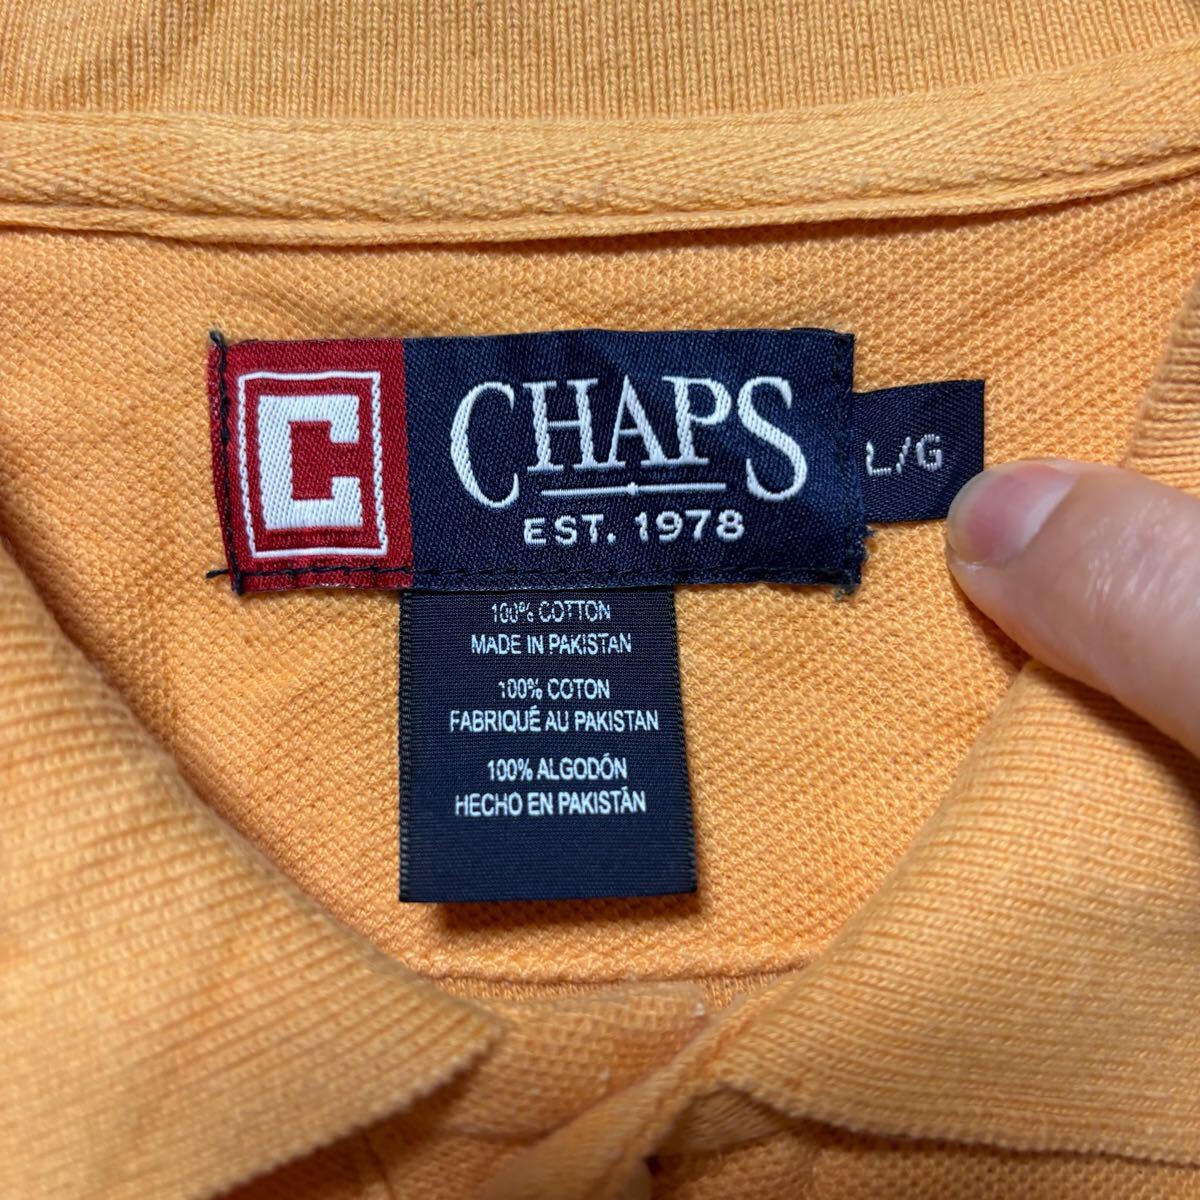 C
CHAPS
EST. 1978
L/G
100% COTTON
MADE IN PAKISTAN
100% COTON
FABRIQUÉ AU PAKISTAN
100% ALGODÓN
HECHO EN PAKISTÁN